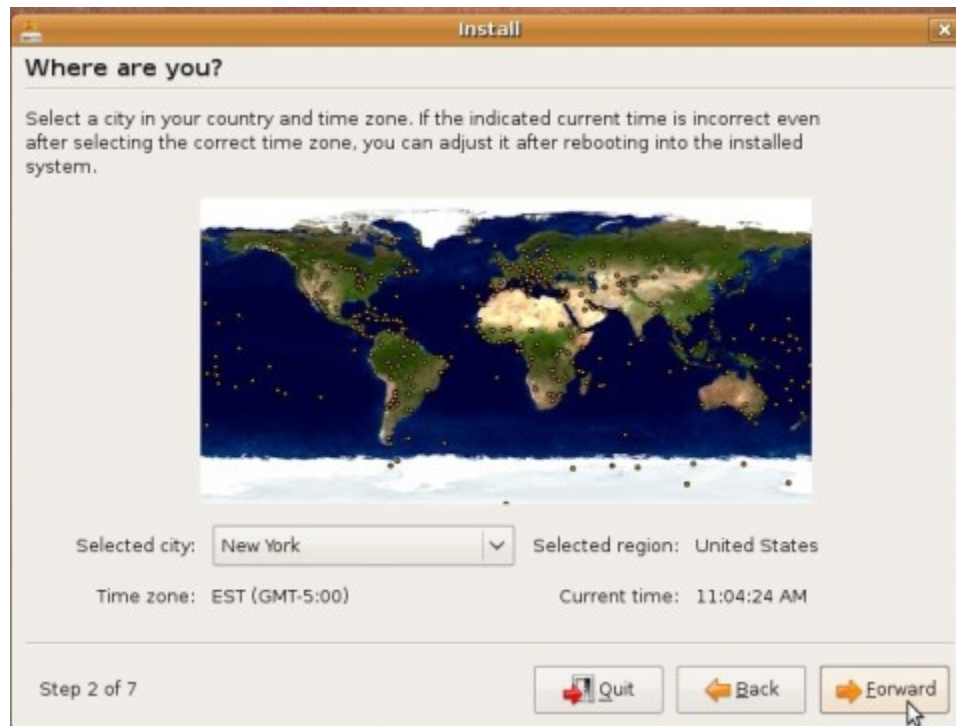 Install
Where are you?
Select a city in your country and time zone. If the indicated current time is incorrect even
after selecting the correct time zone, you can adjust it after rebooting into the installed
system.
Selected city: New York Selected region: United States
Time zone: EST (GMT-5:00) Current time: 11:04:24 AM
Step 2 of 7 Quit Back Forward